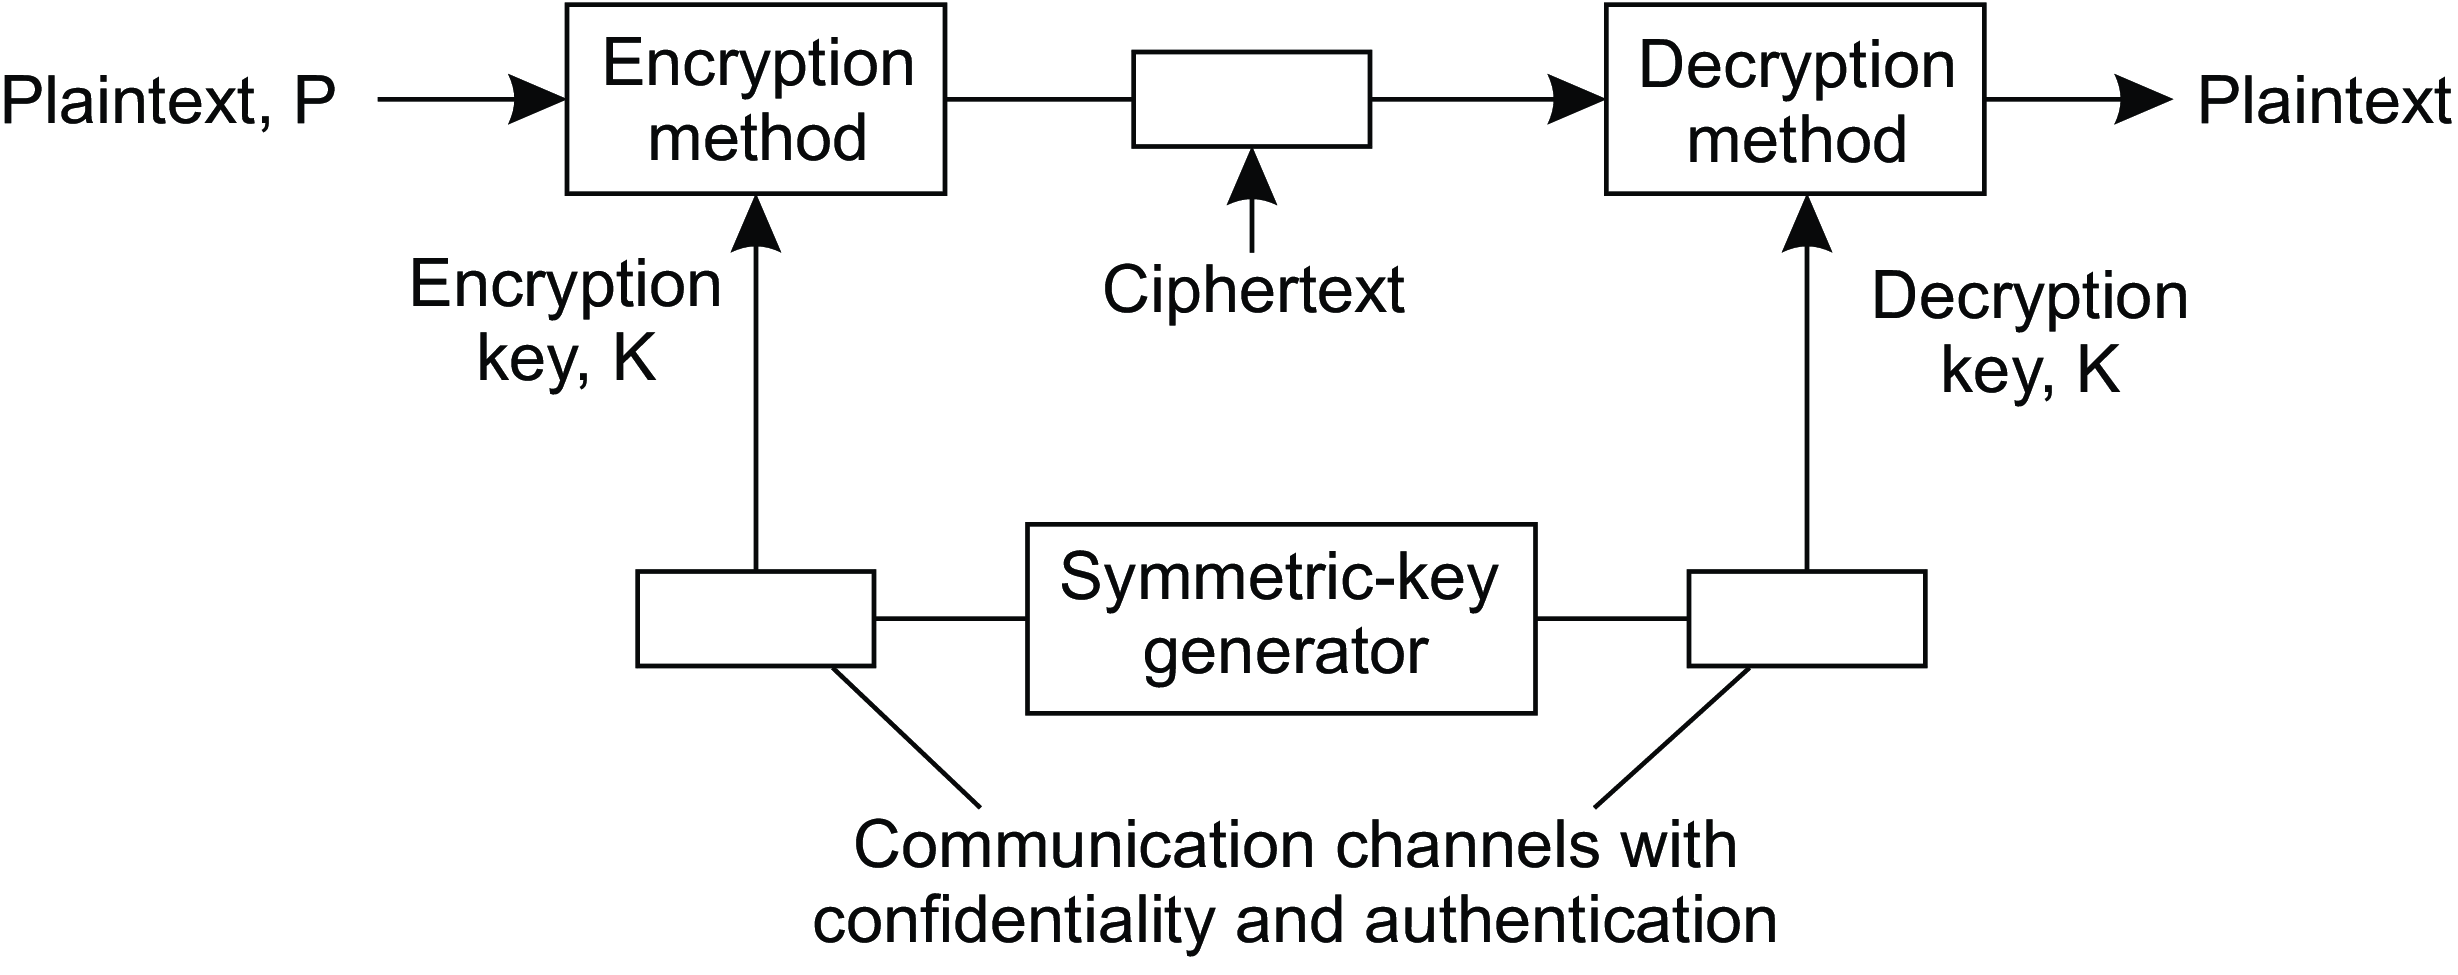 Plaintext, P
Encryption
method
Decryption
method
Plaintext
Encryption
key, K
Ciphertext
Decryption
key, K
Symmetric-key
generator
Communication channels with
confidentiality and authentication